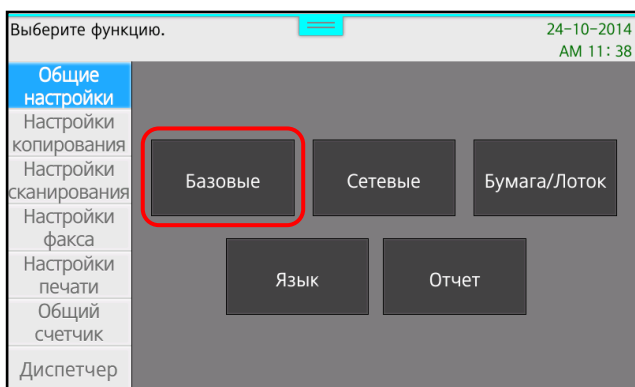 Выберите функцию.
24-10-2014
AM 11:38
Общие
настройки
Настройки
копирования
Настройки
сканирования
Настройки
факса
Настройки
печати
Общий
счетчик
Диспетчер
Базовые
Сетевые
Бумага/Лоток
Язык
Отчет